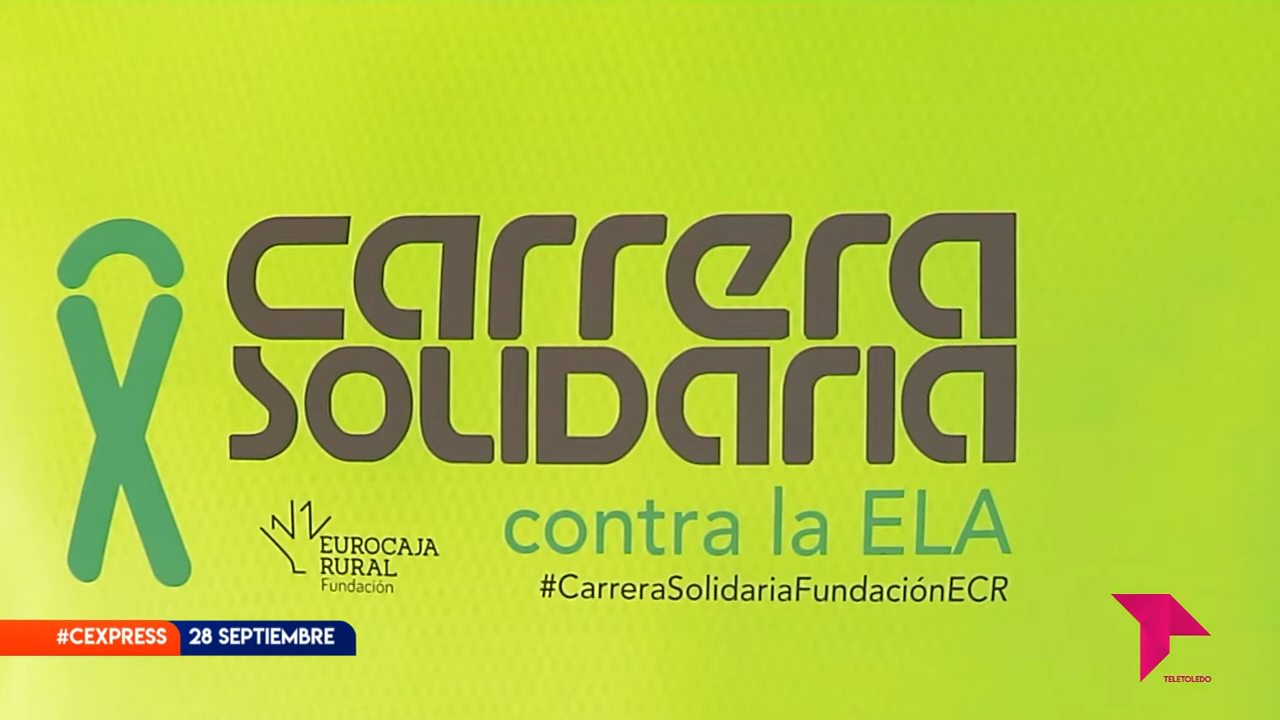 carrera
SOLIDarIa
contra la ELA
EUROCAJA
RURAL
Fundación
#CarreraSolidariaFundaciónECR
#CEXPRESS 28 SEPTIEMBRE
TELETOLEDO